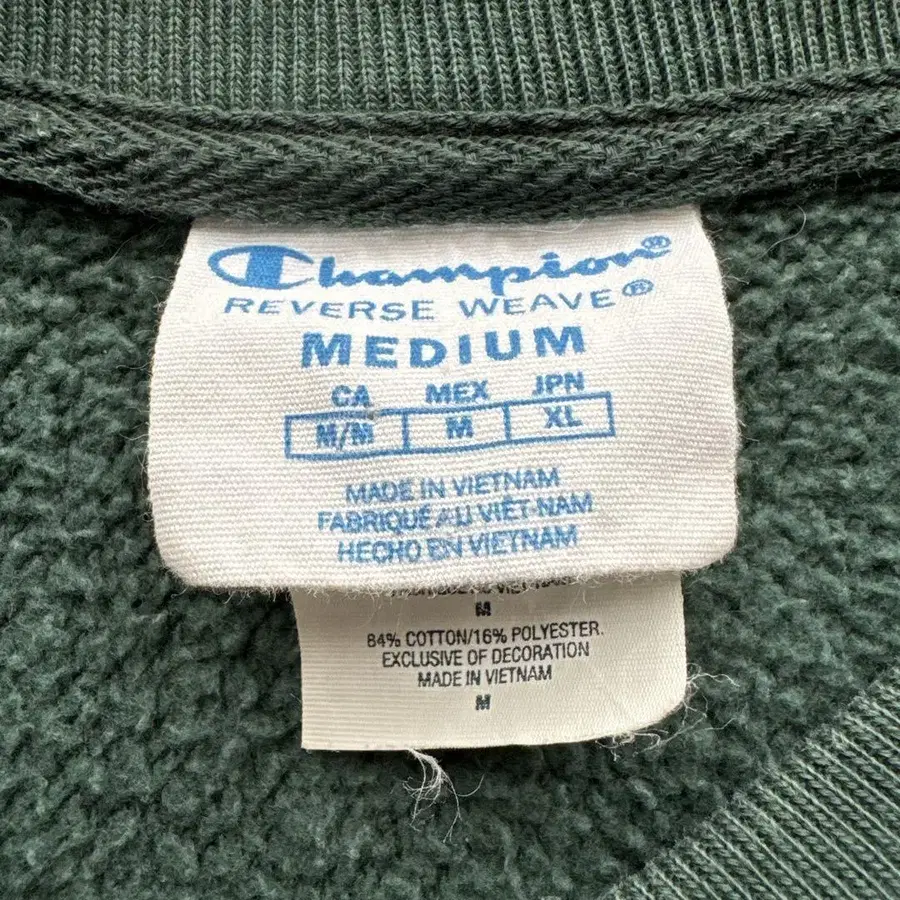 Champion®
REVERSE WEAVE®
MEDIUM
CA MEX JPN
M/M M XL
MADE IN VIETNAM
FABRIQUÉ AU VIÊT-NAM
HECHO EN VIETNAM
M
84% COTTON/16% POLYESTER.
EXCLUSIVE OF DECORATION
MADE IN VIETNAM
M